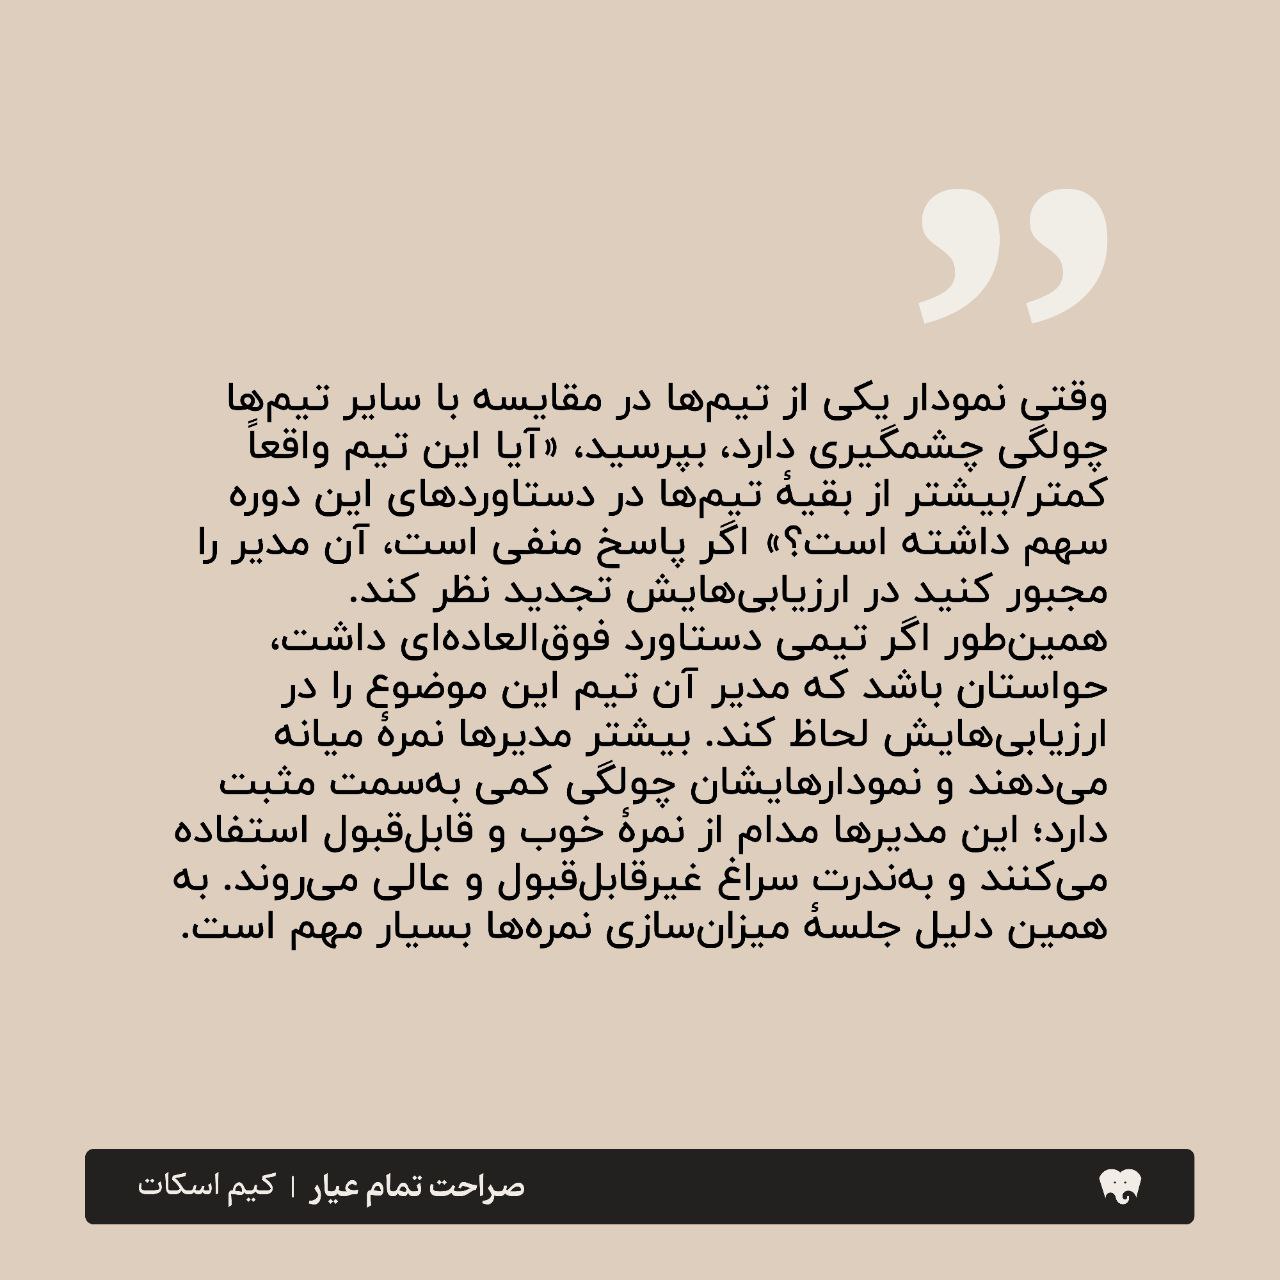 وقتی نمودار یکی از تیم‌ها در مقایسه با سایر تیم‌ها
چولگی چشمگیری دارد، بپرسید، «آیا این تیم واقعاً
کمتر/بیشتر از بقیهٔ تیم‌ها در دستاوردهای این دوره
سهم داشته است؟» اگر پاسخ منفی است، آن مدیر را
مجبور کنید در ارزیابی‌هایش تجدید نظر کند.
همین‌طور اگر تیمی دستاورد فوق‌العاده‌ای داشت،
حواستان باشد که مدیر آن تیم این موضوع را در
ارزیابی‌هایش لحاظ کند. بیشتر مدیرها نمرهٔ میانه
می‌دهند و نمودارهایشان چولگی کمی به‌سمت مثبت
دارد؛ این مدیرها مدام از نمرهٔ خوب و قابل‌قبول استفاده
می‌کنند و به‌ندرت سراغ غیرقابل‌قبول و عالی می‌روند. به
همین دلیل جلسهٔ میزان‌سازی نمره‌ها بسیار مهم است.
صراحت تمام عیار | کیم اسکات